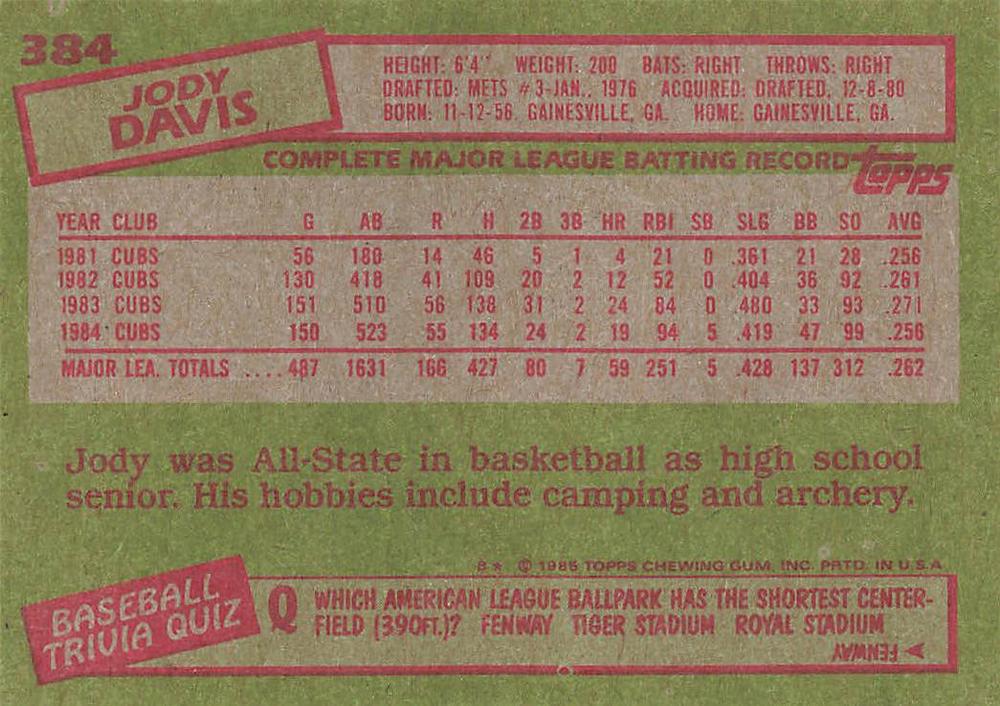 384
JODY
DAVIS
HEIGHT: 6'4" WEIGHT: 200 BATS: RIGHT THROWS: RIGHT
DRAFTED: METS #3-JAN., 1976 ACQUIRED: DRAFTED, 12-8-80
BORN: 11-12-56, GAINESVILLE, GA. HOME: GAINESVILLE, GA.
COMPLETE MAJOR LEAGUE BATTING RECORD topps
YEAR CLUB G AB R H 2B 3B HR RBI SB SLG BB SO AVG
1981 CUBS 56 180 14 46 5 1 4 21 0 .361 21 28 .256
1982 CUBS 130 418 41 109 20 2 12 52 0 .404 36 92 .261
1983 CUBS 151 510 56 138 31 2 24 84 0 .480 33 93 .271
1984 CUBS 150 523 55 134 24 2 19 94 5 .419 47 99 .256
MAJOR LEA. TOTALS ....487 1631 166 427 80 7 59 251 5 .428 137 312 .262
Jody was All-State in basketball as high school
senior. His hobbies include camping and archery.
B* © 1985 TOPPS CHEWING GUM, INC. PRTD. IN U.S.A
BASEBALL
TRIVIA QUIZ
Q WHICH AMERICAN LEAGUE BALLPARK HAS THE SHORTEST CENTER-
FIELD (390FT.)? FENWAY TIGER STADIUM ROYAL STADIUM
FENWAY